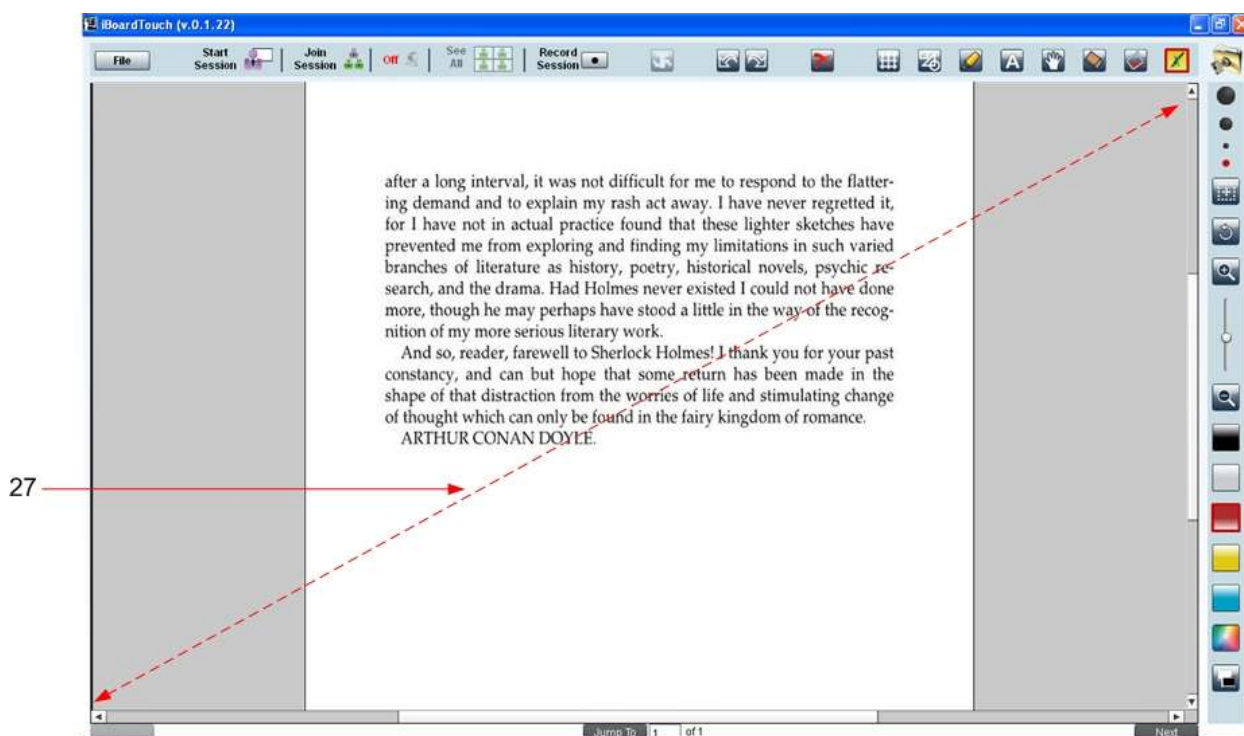 iBoardTouch (v.0.1.22)
File
Start
Session
Join
Session
Off
See
All
Record
Session
A
after a long interval, it was not difficult for me to respond to the flatter-
ing demand and to explain my rash act away. I have never regretted it,
for I have not in actual practice found that these lighter sketches have
prevented me from exploring and finding my limitations in such varied
branches of literature as history, poetry, historical novels, psychic re-
search, and the drama. Had Holmes never existed I could not have done
more, though he may perhaps have stood a little in the way of the recog-
nition of my more serious literary work.
And so, reader, farewell to Sherlock Holmes! I thank you for your past
constancy, and can but hope that some return has been made in the
shape of that distraction from the worries of life and stimulating change
of thought which can only be found in the fairy kingdom of romance.
ARTHUR CONAN DOYLE.
27
Jump To 1 of 1
Next